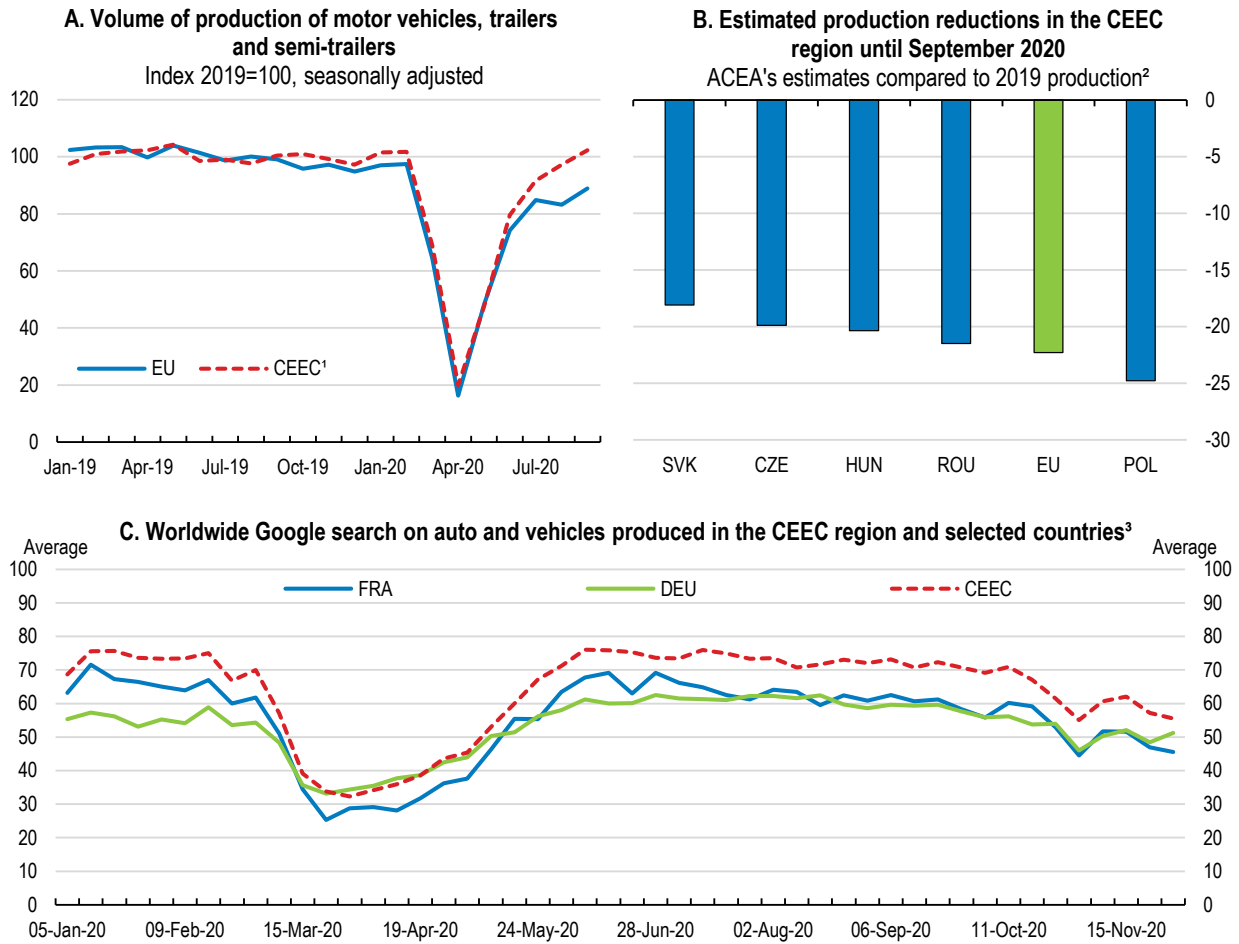 A. Volume of production of motor vehicles, trailers
and semi-trailers
Index 2019=100, seasonally adjusted
120
100
80
60
40
20
0
EU
CEEC¹
Jan-19
Apr-19
Jul-19
Oct-19
Jan-20
Apr-20
Jul-20
B. Estimated production reductions in the CEEC
region until September 2020
ACEA's estimates compared to 2019 production²
0
-5
-10
-15
-20
-25
-30
SVK
CZE
HUN
ROU
EU
POL
C. Worldwide Google search on auto and vehicles produced in the CEEC region and selected countries³
Average
Average
100
90
80
70
60
50
40
30
20
10
0
FRA
DEU
CEEC
100
90
80
70
60
50
40
30
20
10
0
05-Jan-20
09-Feb-20
15-Mar-20
19-Apr-20
24-May-20
28-Jun-20
02-Aug-20
06-Sep-20
11-Oct-20
15-Nov-20